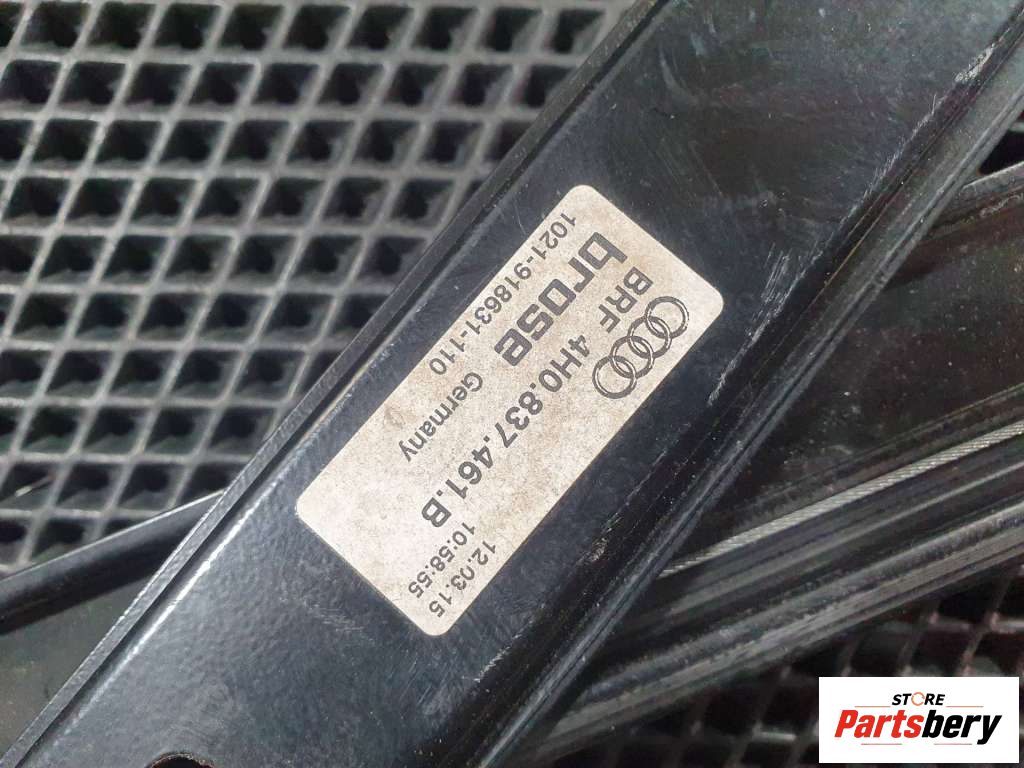 BRF 4H0.837.461.B
brose
1021-918631-110 Germany
12.03.15
10:58:55
STORE
Partsbery